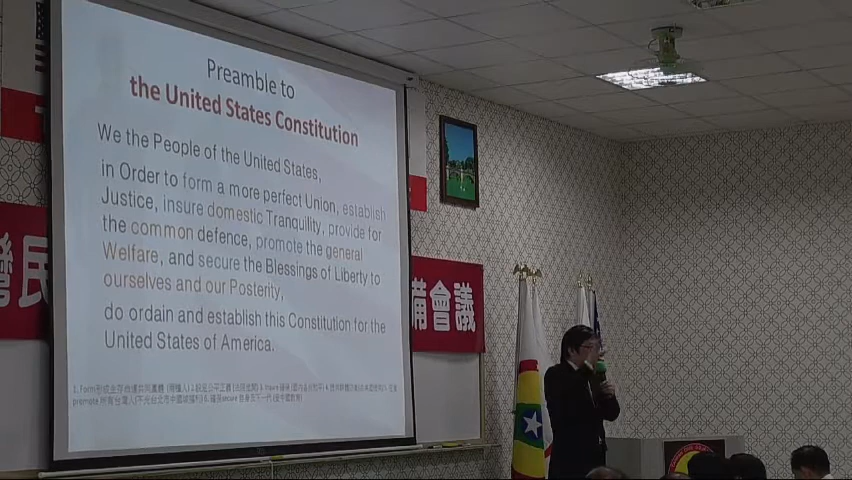 Preamble to
the United States Constitution
We the People of the United States,
in Order to form a more perfect Union, establish
Justice, insure domestic Tranquility, provide for
the common defence, promote the general
Welfare, and secure the Blessings of Liberty to
ourselves and our Posterity,
do ordain and establish this Constitution for the
United States of America.
灣民
備會議